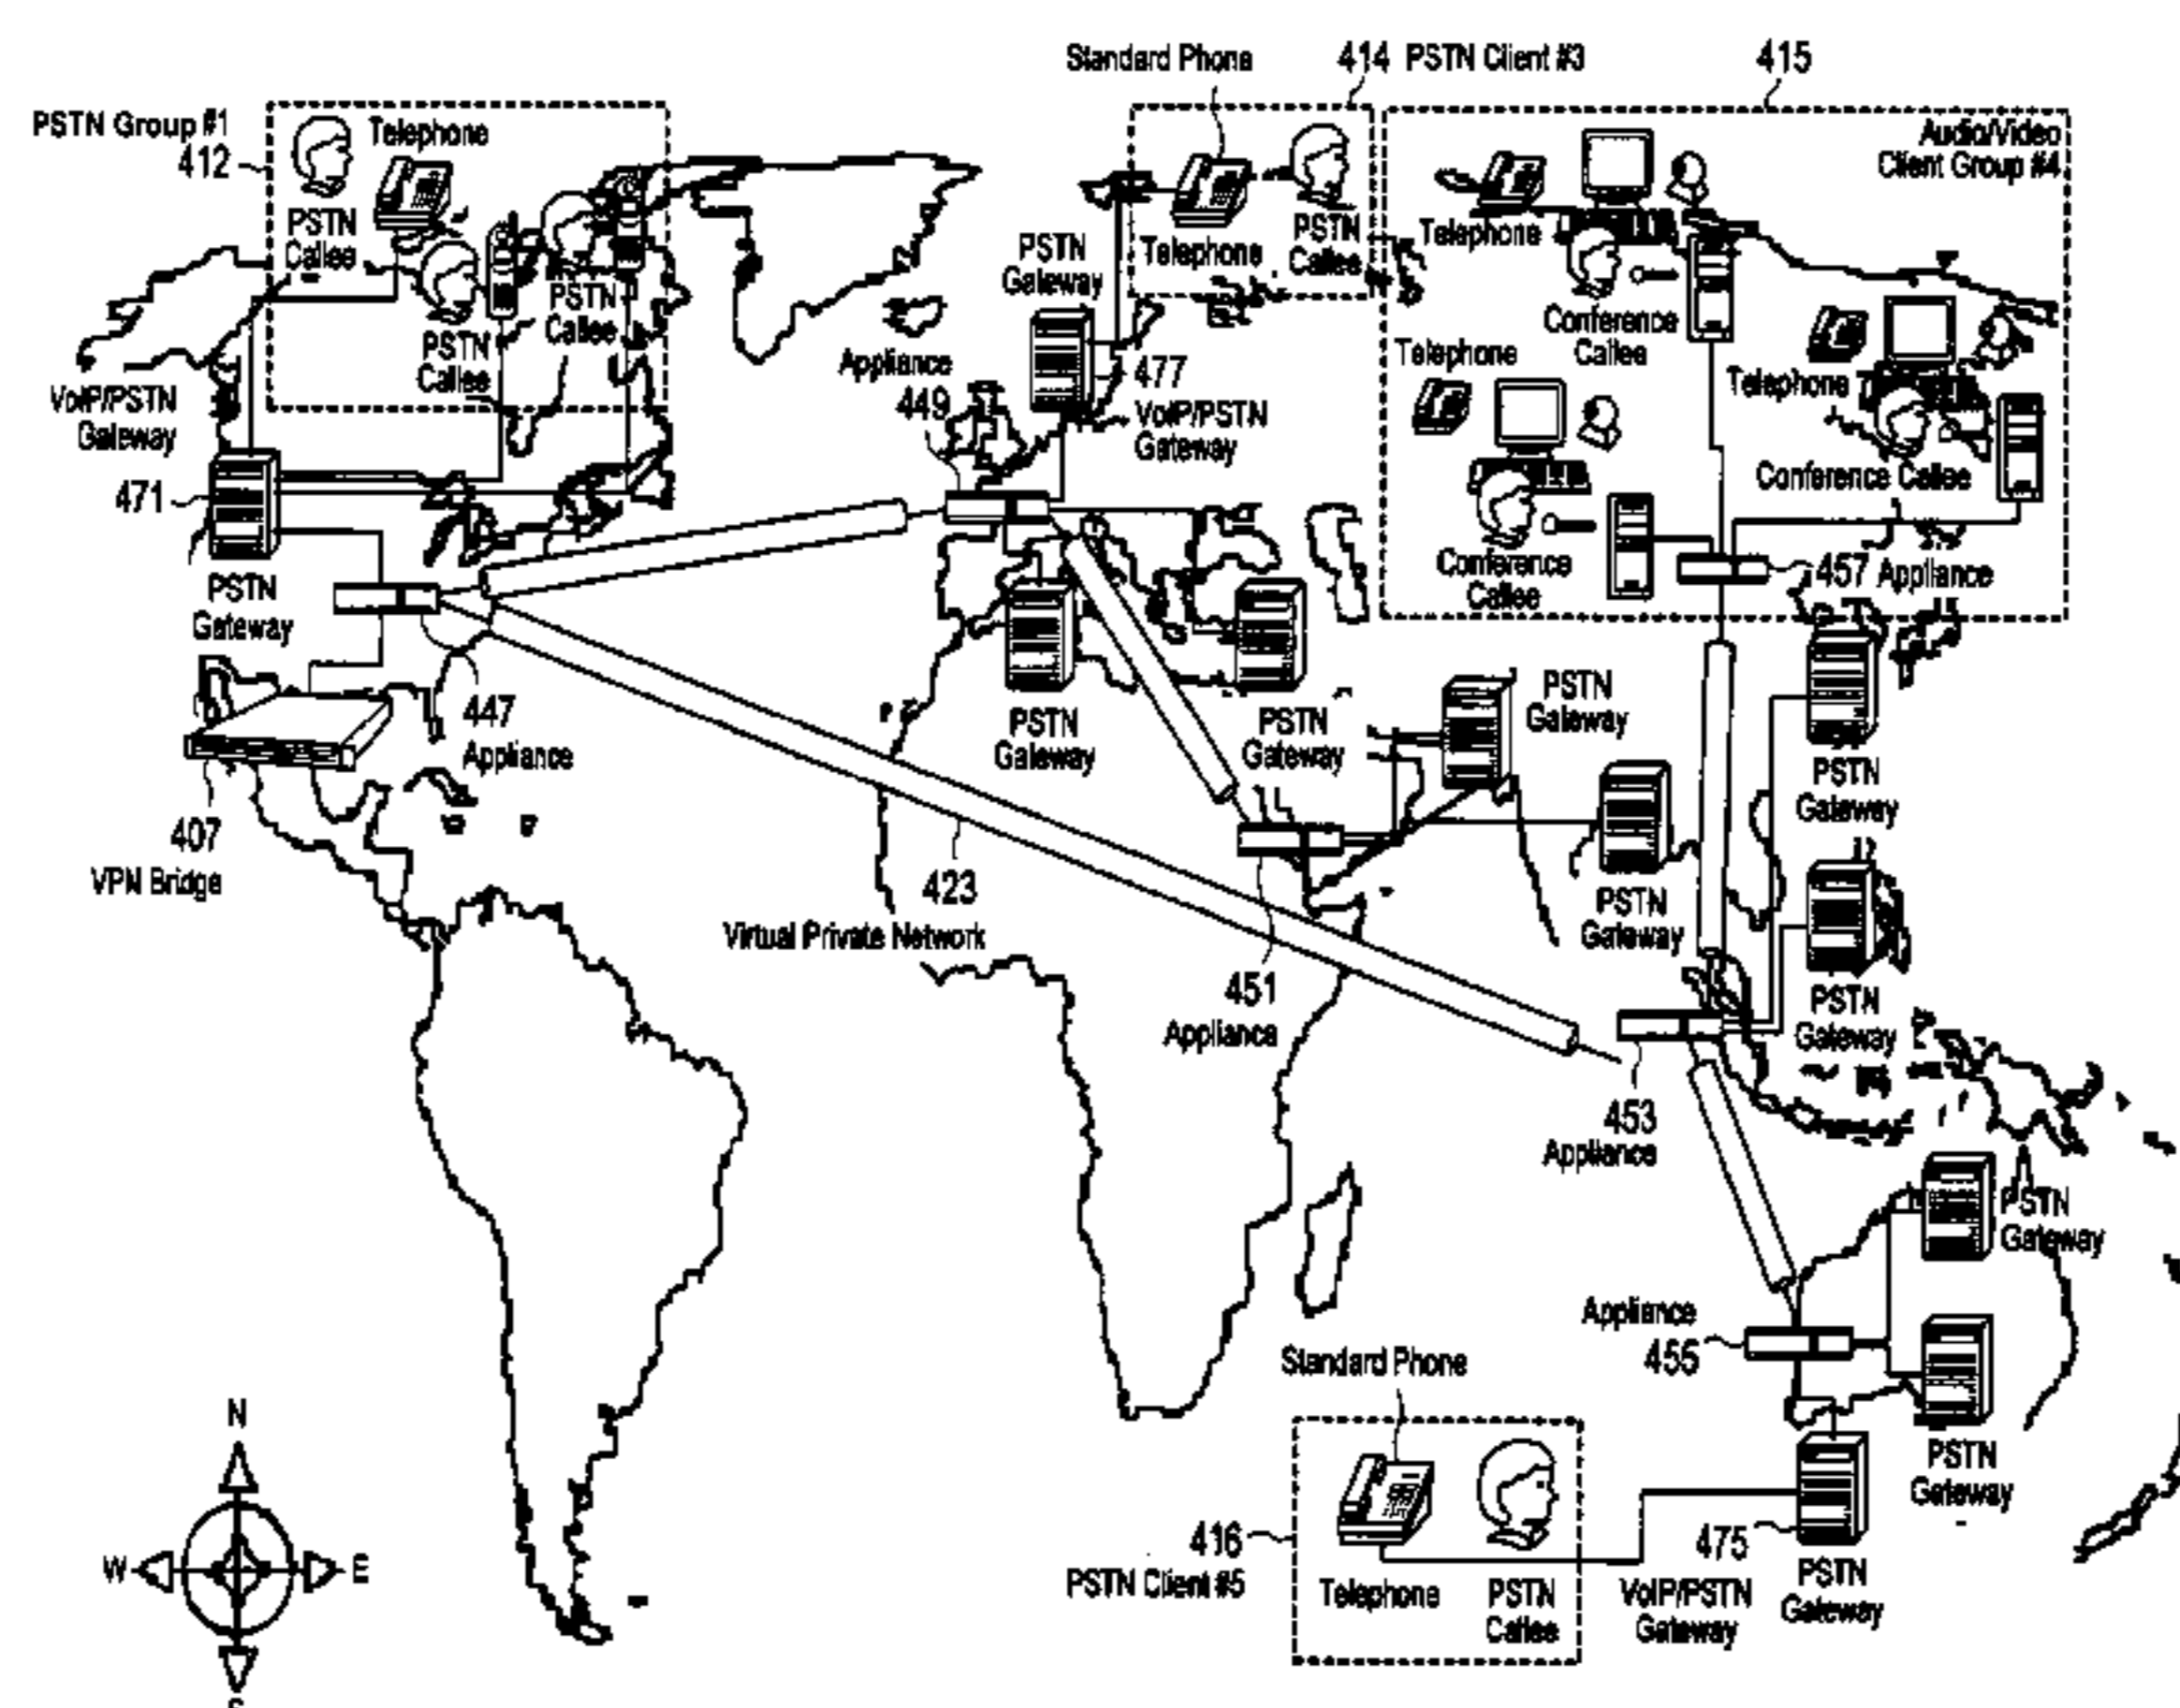 Standard Phone
414 PSTN Client #3
415
PSTN Group #1
412
Telephone
PSTN
Callee
PSTN
Callee
PSTN
Callee
Telephone
PSTN
Callee
Audio/Video
Client Group #4
Telephone
Conference
Callee
Telephone
Conference
Callee
Telephone
Conference Callee
457 Appliance
VoIP/PSTN
Gateway
471
PSTN
Gateway
Appliance
449
PSTN
Gateway
477
VoIP/PSTN
Gateway
447
Appliance
407
VPN Bridge
423
Virtual Private Network
PSTN
Gateway
PSTN
Gateway
PSTN
Gateway
PSTN
Gateway
PSTN
Gateway
PSTN
Gateway
451
Appliance
453
Appliance
PSTN
Gateway
Appliance
455
PSTN
Gateway
Standard Phone
416
PSTN Client #5
Telephone
PSTN
Callee
475
VoIP/PSTN
Gateway
PSTN
Gateway
N
W
E
S